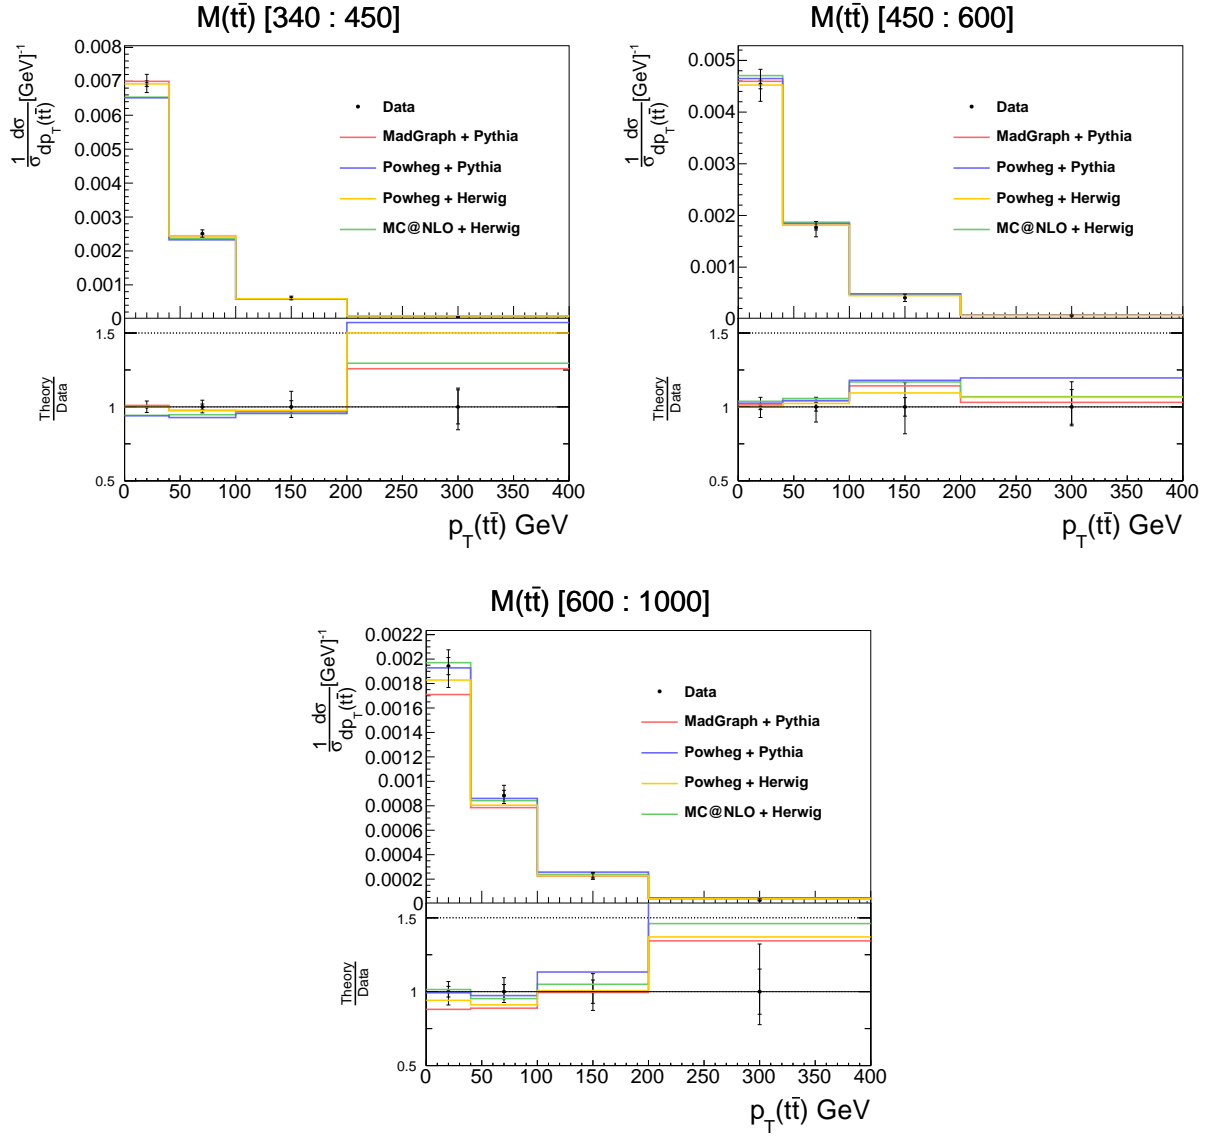 M(tt̄) [340 : 450]
0.008
0.007
0.006
0.005
0.004
0.003
0.002
0.001
0
1/σ dσ/dp_T(tt̄) [GeV]⁻¹
Data
MadGraph + Pythia
Powheg + Pythia
Powheg + Herwig
MC@NLO + Herwig
1.5
1
0.5
Theory
Data
0 50 100 150 200 250 300 350 400
p_T(tt̄) GeV
M(tt̄) [450 : 600]
0.005
0.004
0.003
0.002
0.001
0
1/σ dσ/dp_T(tt̄) [GeV]⁻¹
Data
MadGraph + Pythia
Powheg + Pythia
Powheg + Herwig
MC@NLO + Herwig
1.5
1
0.5
Theory
Data
0 50 100 150 200 250 300 350 400
p_T(tt̄) GeV
M(tt̄) [600 : 1000]
0.0022
0.002
0.0018
0.0016
0.0014
0.0012
0.001
0.0008
0.0006
0.0004
0.0002
0
1/σ dσ/dp_T(tt̄) [GeV]⁻¹
Data
MadGraph + Pythia
Powheg + Pythia
Powheg + Herwig
MC@NLO + Herwig
1.5
1
0.5
Theory
Data
0 50 100 150 200 250 300 350 400
p_T(tt̄) GeV